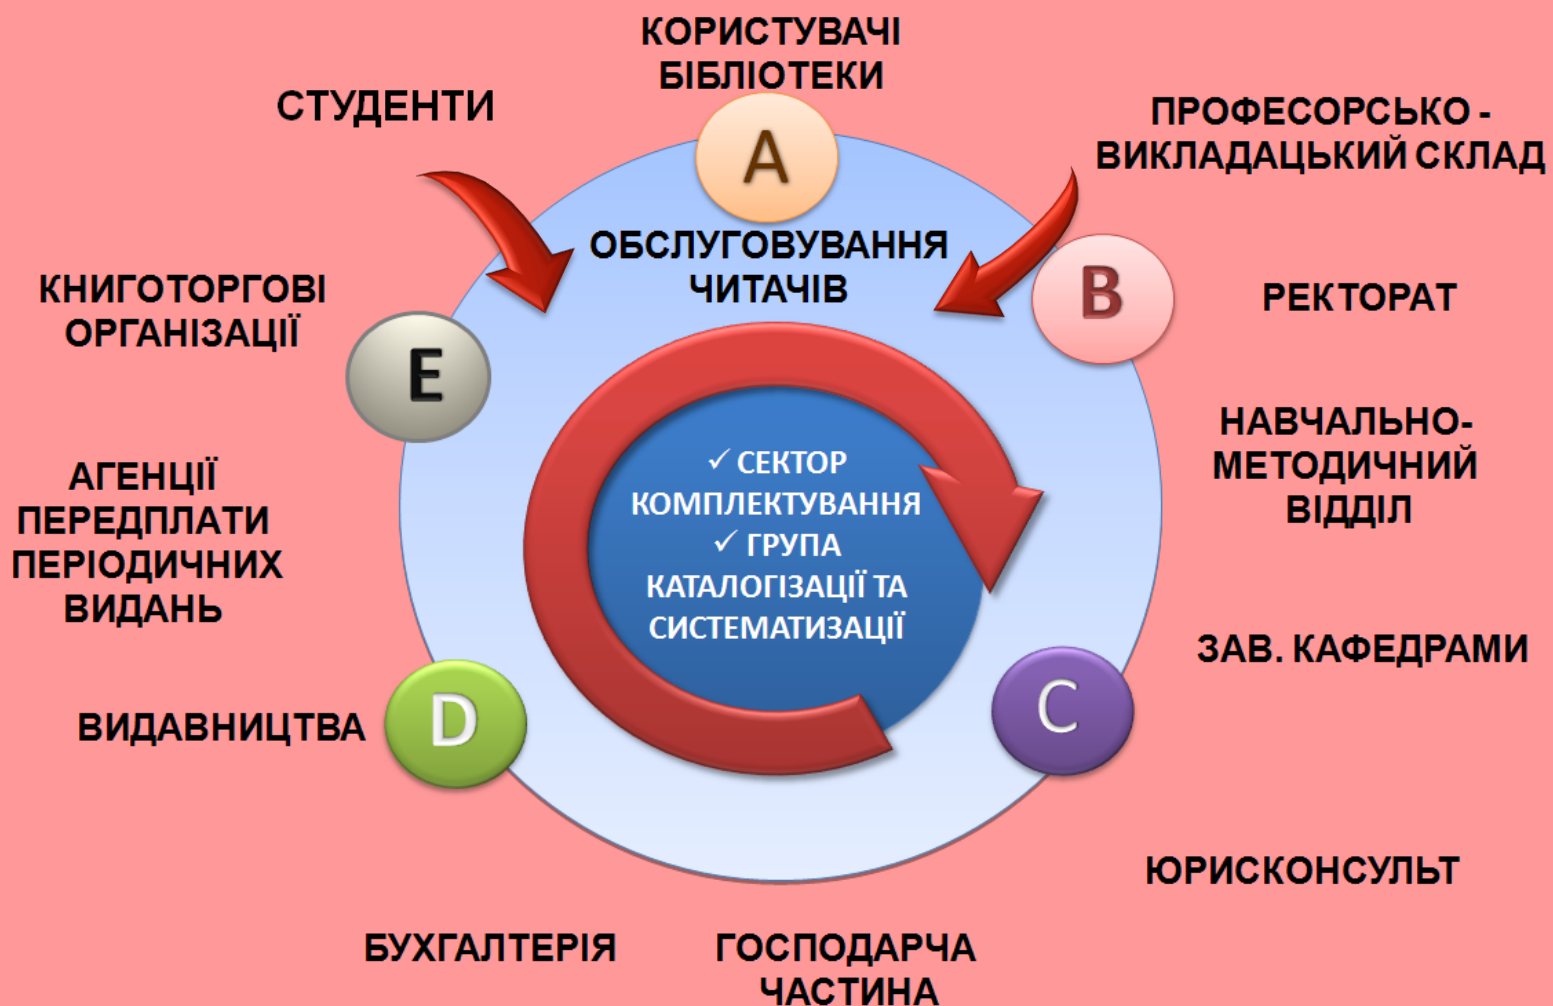 КОРИСТУВАЧІ
БІБЛІОТЕКИ
СТУДЕНТИ
ПРОФЕСОРСЬКО -
ВИКЛАДАЦЬКИЙ СКЛАД
A
ОБСЛУГОВУВАННЯ
ЧИТАЧІВ
B
РЕКТОРАТ
КНИГОТОРГОВІ
ОРГАНІЗАЦІЇ
E
НАВЧАЛЬНО-
МЕТОДИЧНИЙ
ВІДДІЛ
АГЕНЦІЇ
ПЕРЕДПЛАТИ
ПЕРІОДИЧНИХ
ВИДАНЬ
✓ СЕКТОР
КОМПЛЕКТУВАННЯ
✓ ГРУПА
КАТАЛОГІЗАЦІЇ ТА
СИСТЕМАТИЗАЦІЇ
ЗАВ. КАФЕДРАМИ
C
ВИДАВНИЦТВА
D
ЮРИСКОНСУЛЬТ
БУХГАЛТЕРІЯ
ГОСПОДАРЧА
ЧАСТИНА